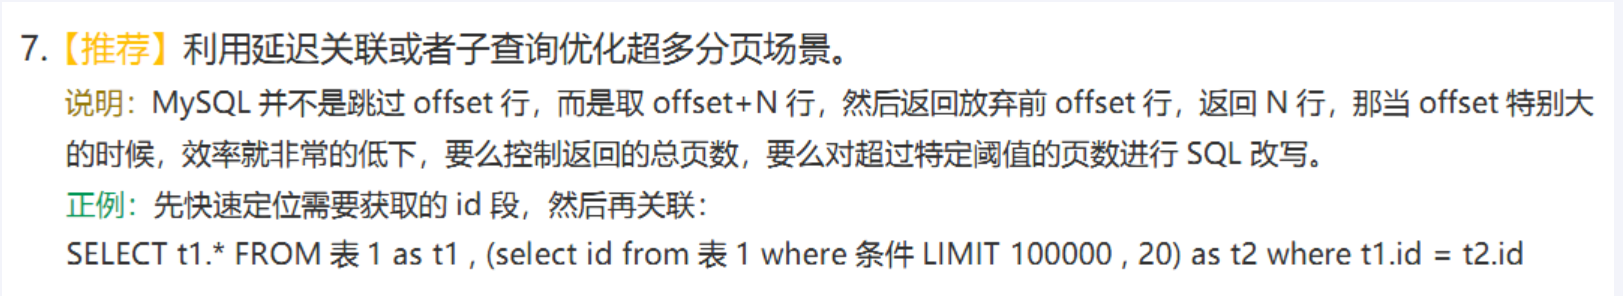 7.【推荐】利用延迟关联或者子查询优化超多分页场景。
说明：MySQL 并不是跳过 offset 行，而是取 offset+N 行，然后返回放弃前 offset 行，返回 N 行，那当 offset 特别大
的时候，效率就非常的低下，要么控制返回的总页数，要么对超过特定阈值的页数进行 SQL 改写。
正例：先快速定位需要获取的 id 段，然后再关联：
SELECT t1.* FROM 表 1 as t1 , (select id from 表 1 where 条件 LIMIT 100000 , 20) as t2 where t1.id = t2.id